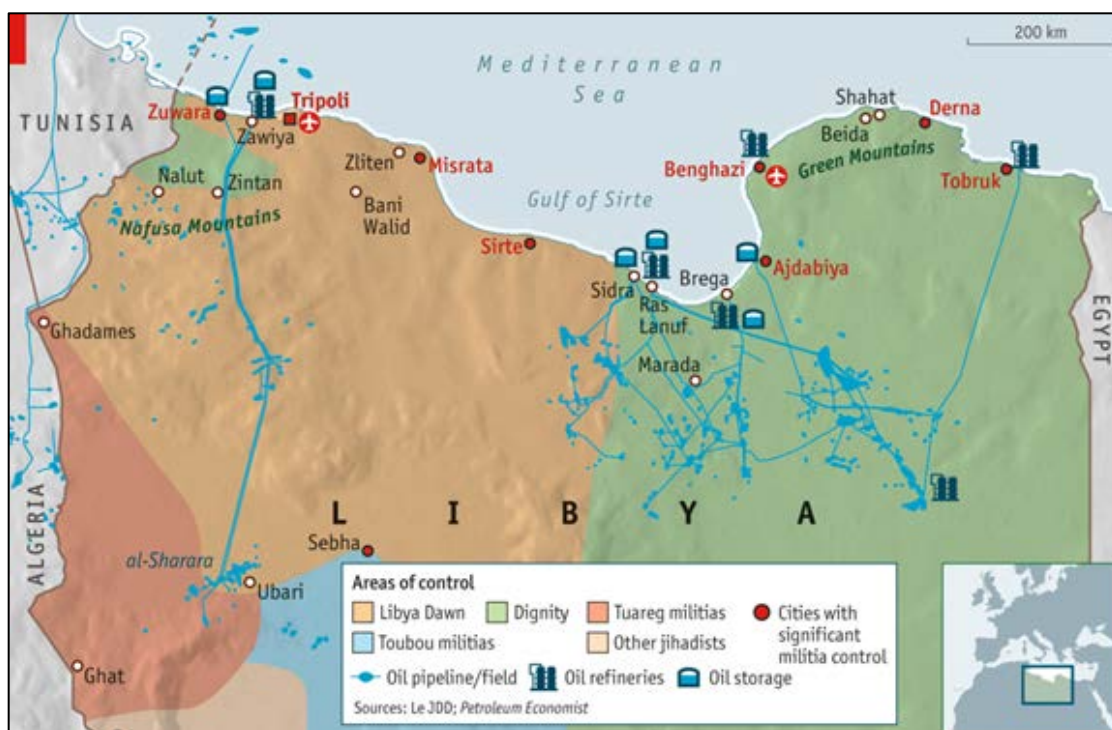 200 km
Mediterranean
Sea
TUNISIA
Zuwara
Zawiya
Tripoli
Zliten
Misrata
Nalut
Zintan
Nafusa Mountains
Bani
Walid
Gulf of Sirte
Sirte
Shahat
Beida
Derna
Green Mountains
Benghazi
Tobruk
Ajdabiya
Sidra
Ras
Lanuf
Brega
Marada
Ghadames
EGYPT
ALGERIA
LIBYA
al-Sharara
Sebha
Ubari
Ghat
Areas of control
Libya Dawn
Dignity
Tuareg militias
Cities with
significant
militia control
Toubou militias
Other jihadists
Oil pipeline/field
Oil refineries
Oil storage
Sources: Le JDD; Petroleum Economist